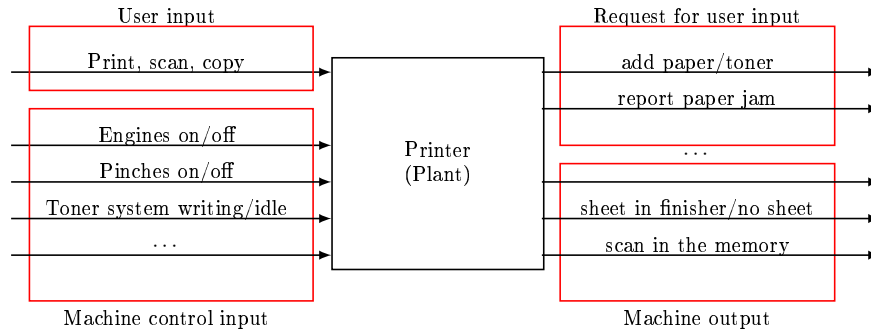 User input
Print, scan, copy
Engines on/off
Pinches on/off
Toner system writing/idle
...
Machine control input
Printer
(Plant)
Request for user input
add paper/toner
report paper jam
...
sheet in finisher/no sheet
scan in the memory
Machine output